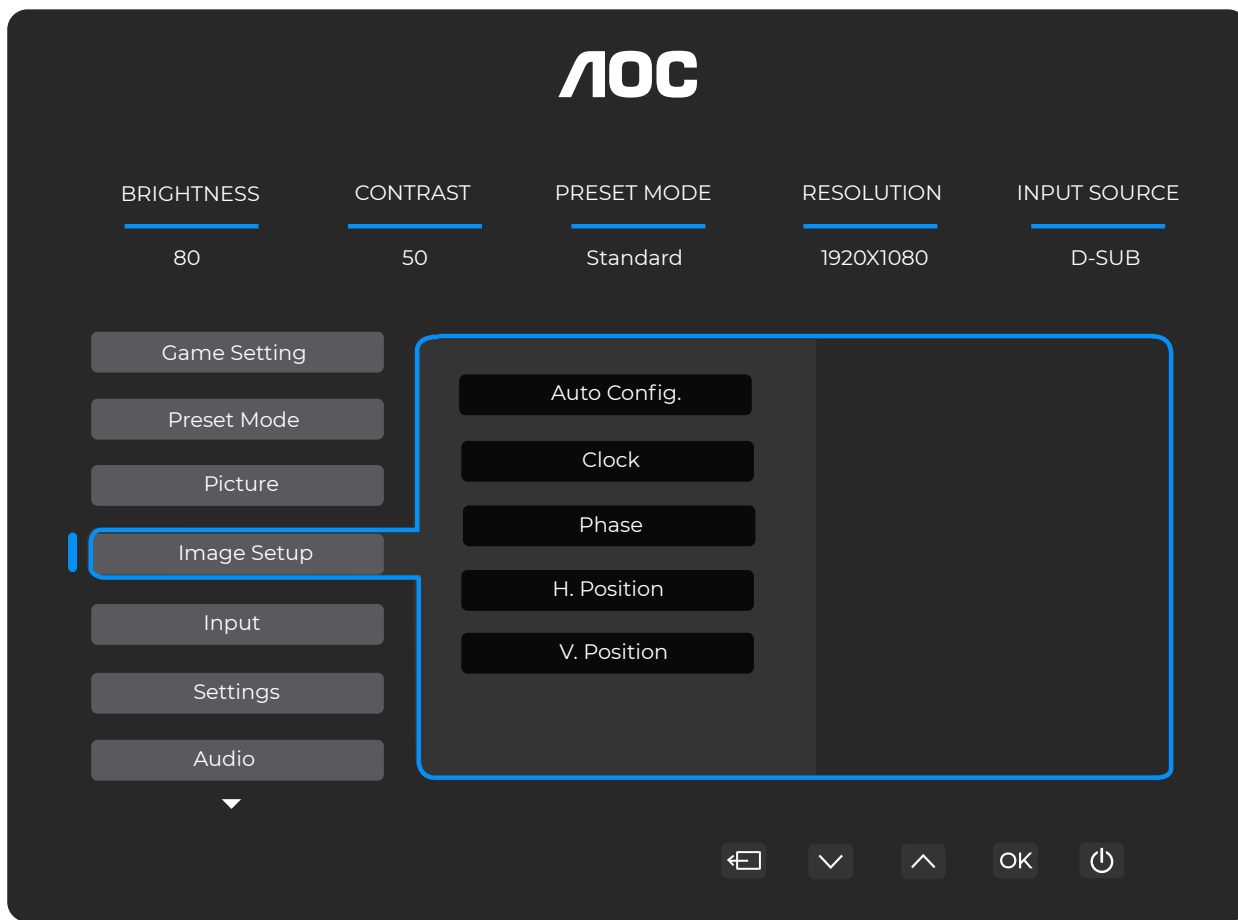 AOC
BRIGHTNESS CONTRAST PRESET MODE RESOLUTION INPUT SOURCE
80 50 Standard 1920X1080 D-SUB
Game Setting
Preset Mode
Picture
Image Setup
Input
Settings
Audio
Auto Config.
Clock
Phase
H. Position
V. Position
OK